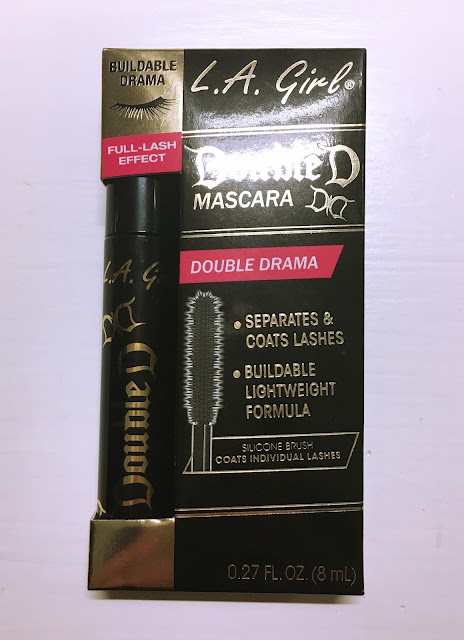 BUILDABLE
DRAMA
FULL-LASH
EFFECT
L.A. Girl®
Double D
MASCARA
DD
DOUBLE DRAMA
• SEPARATES &
COATS LASHES
• BUILDABLE
LIGHTWEIGHT
FORMULA
SILICONE BRUSH
COATS INDIVIDUAL LASHES
0.27 FL. OZ. (8 mL)
L.A. G
DD
Double D